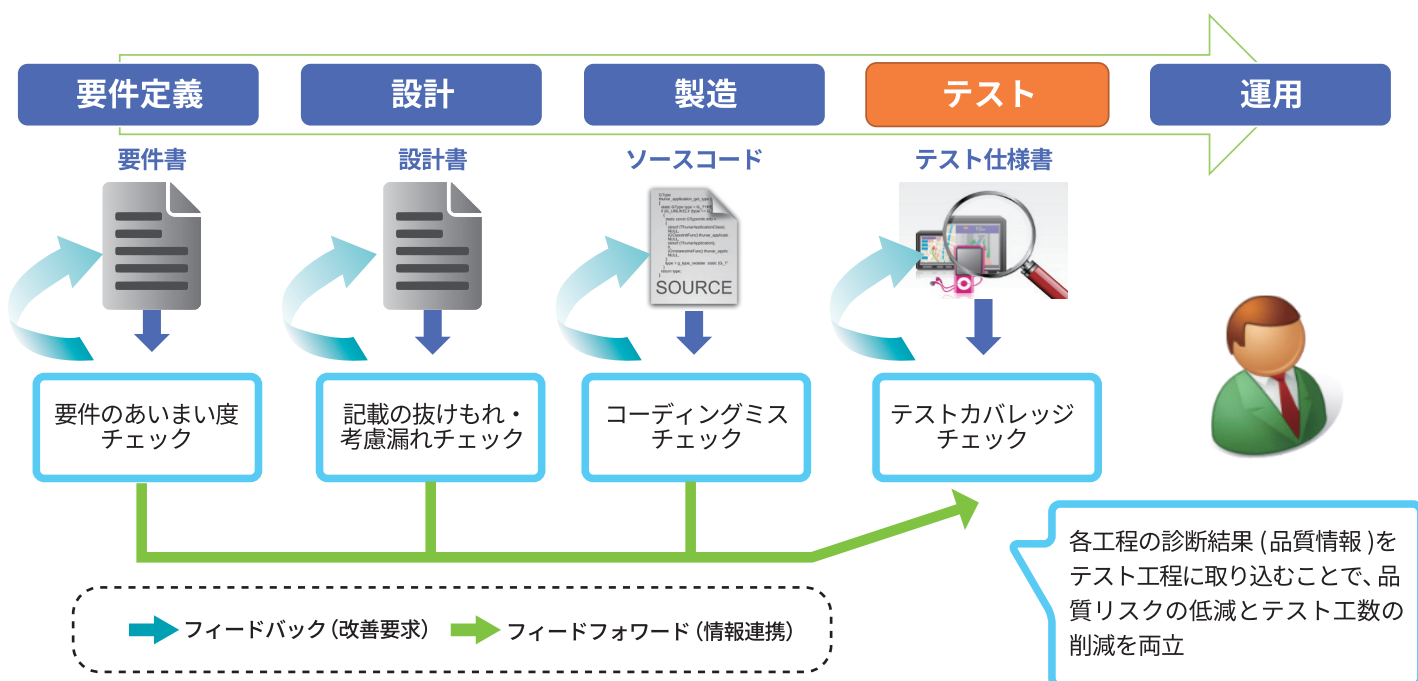 要件定義
設計
製造
テスト
運用
要件書
設計書
ソースコード
テスト仕様書
SOURCE
要件のあいまい度
チェック
記載の抜けもれ・
考慮漏れチェック
コーディングミス
チェック
テストカバレッジ
チェック
各工程の診断結果(品質情報)を
テスト工程に取り込むことで、品
質リスクの低減とテスト工数の
削減を両立
フィードバック(改善要求)
フィードフォワード(情報連携)